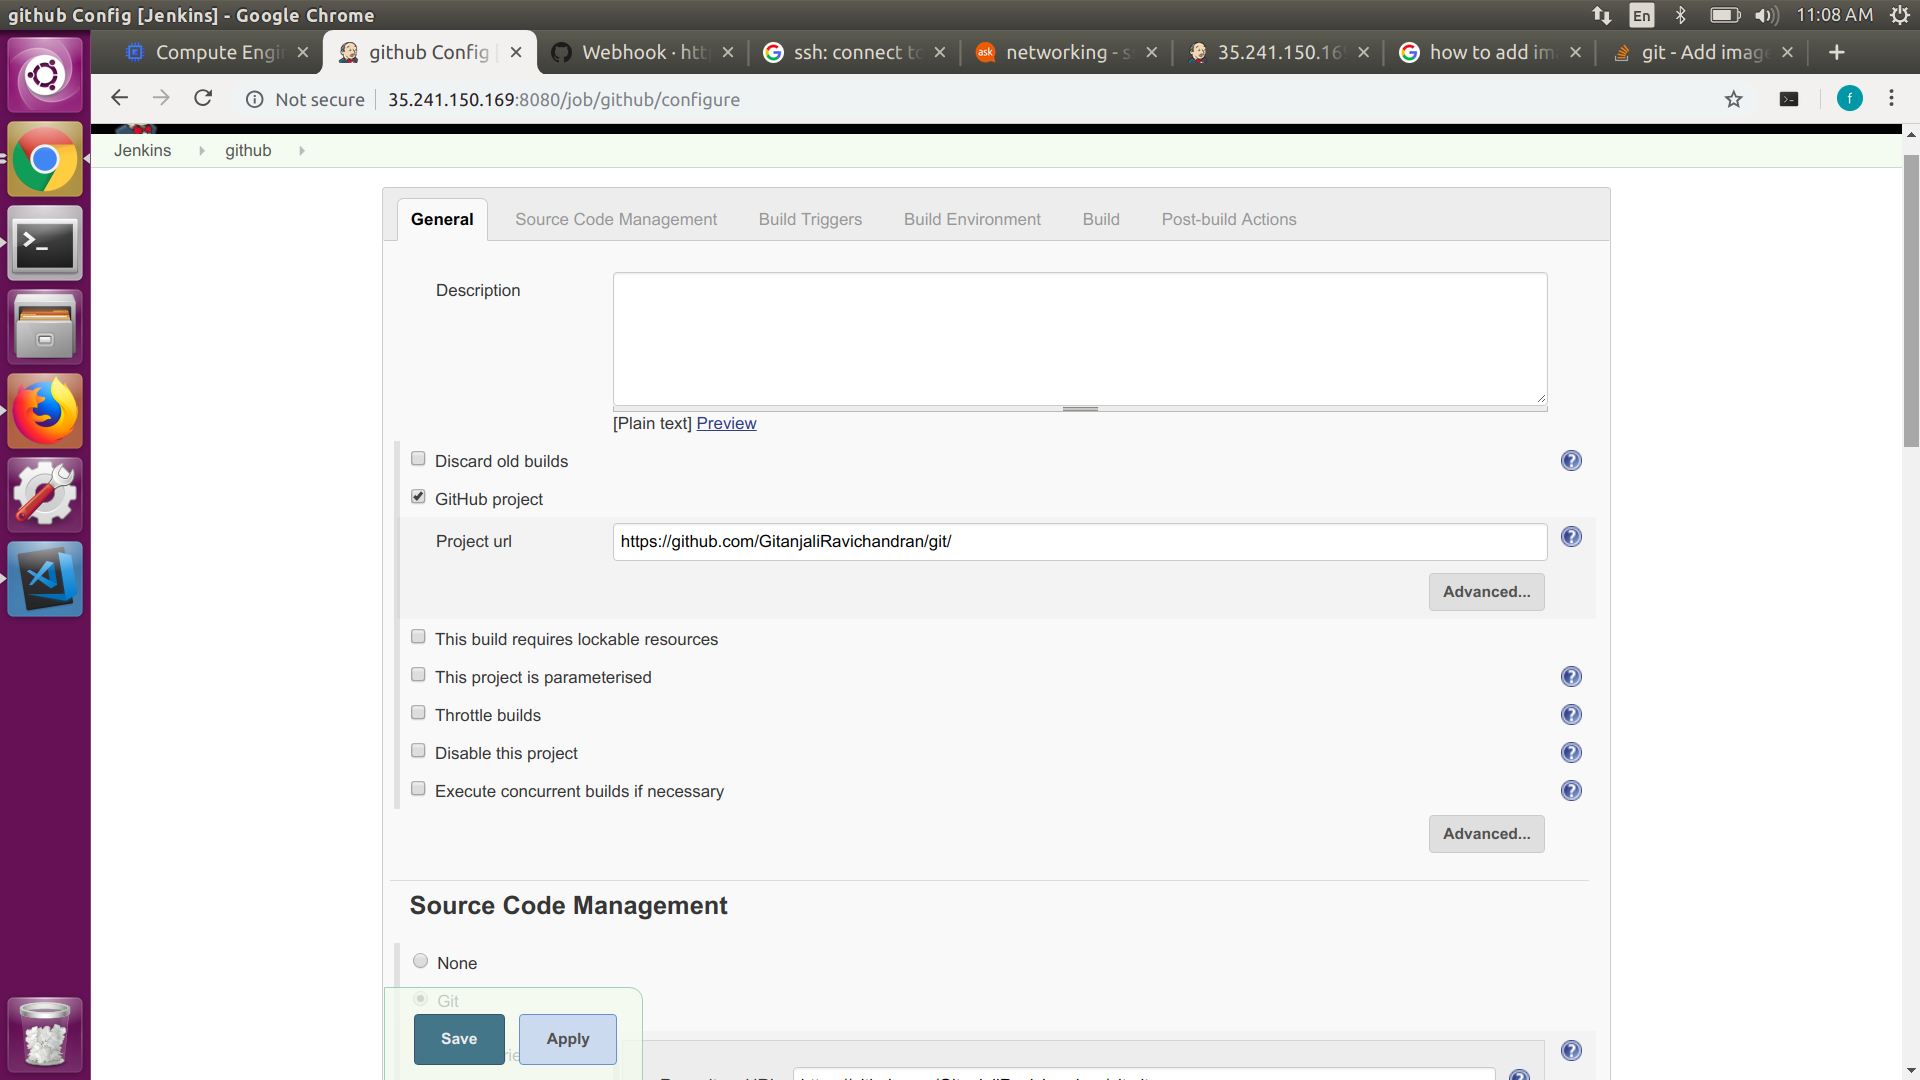 github Config [Jenkins] - Google Chrome
En
11:08 AM
Compute Engi
github Config [
Webhook · htt
ssh: connect to
ask
networking - s
35.241.150.16
how to add im
git - Add imag
Not secure
35.241.150.169:8080/job/github/configure
f
Jenkins
github
General
Source Code Management
Build Triggers
Build Environment
Build
Post-build Actions
Description
[Plain text] Preview
Discard old builds
GitHub project
Project url
https://github.com/GitanjaliRavichandran/git/
Advanced...
This build requires lockable resources
This project is parameterised
Throttle builds
Disable this project
Execute concurrent builds if necessary
Advanced...
Source Code Management
None
Git
Save
Apply